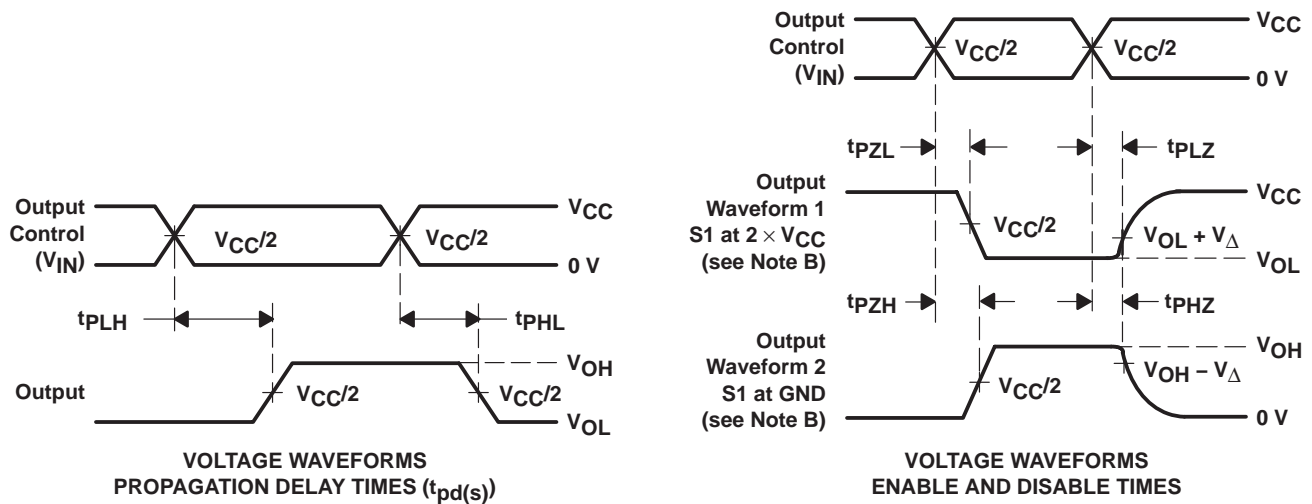 Output
Control
(VIN)
VCC
VCC/2
VCC/2
0 V
tPLH
tPHL
Output
VOH
VCC/2
VCC/2
VOL
VOLTAGE WAVEFORMS
PROPAGATION DELAY TIMES (tpd(s))
Output
Control
(VIN)
VCC
VCC/2
VCC/2
0 V
tPZL
tPLZ
Output
Waveform 1
S1 at 2 × VCC
(see Note B)
VCC
VCC/2
VOL + VΔ
VOL
tPZH
tPHZ
Output
Waveform 2
S1 at GND
(see Note B)
VOH
VCC/2
VOH − VΔ
0 V
VOLTAGE WAVEFORMS
ENABLE AND DISABLE TIMES